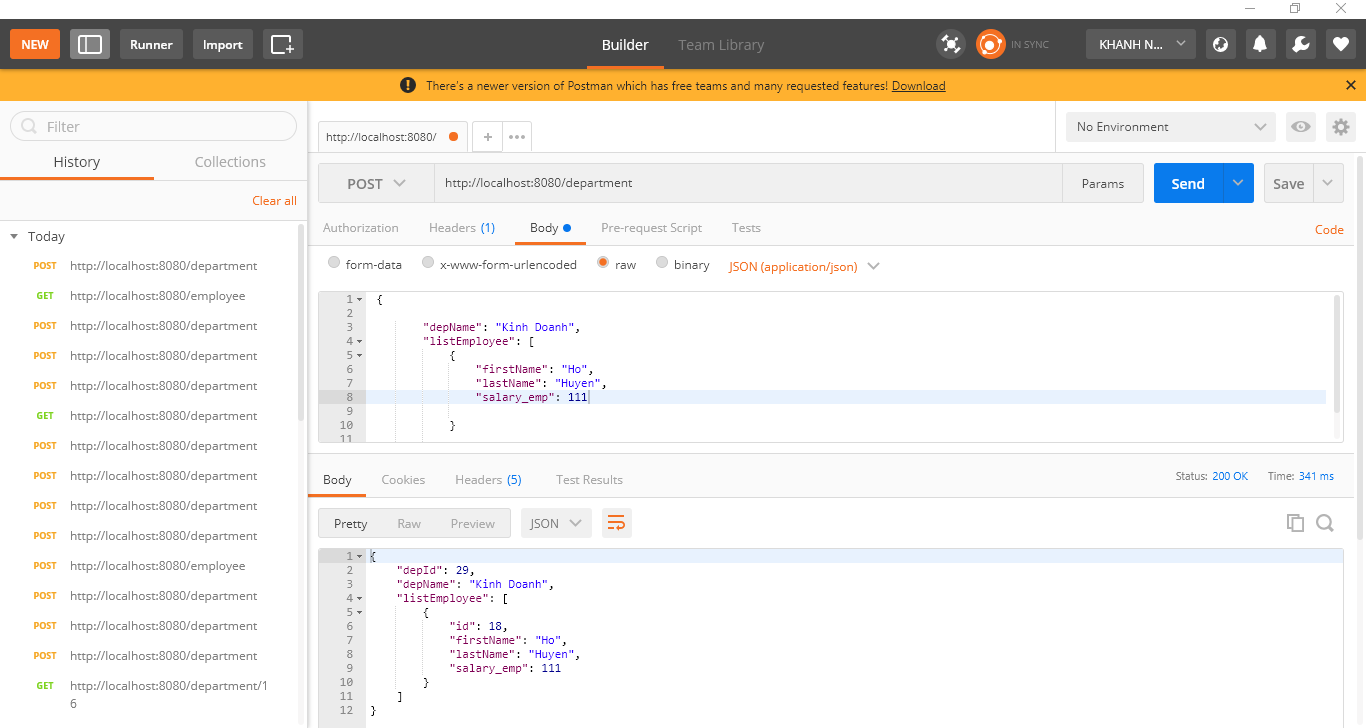 NEW Runner Import Builder Team Library IN SYNC KHANH N...
There's a newer version of Postman which has free teams and many requested features! Download
Filter
History Collections
Clear all
Today
POST http://localhost:8080/department
GET http://localhost:8080/employee
POST http://localhost:8080/department
POST http://localhost:8080/department
POST http://localhost:8080/department
GET http://localhost:8080/department
POST http://localhost:8080/department
POST http://localhost:8080/department
POST http://localhost:8080/department
POST http://localhost:8080/department
POST http://localhost:8080/employee
POST http://localhost:8080/department
POST http://localhost:8080/department
POST http://localhost:8080/department
GET http://localhost:8080/department/1
6
http://localhost:8080/ + ••• No Environment
POST http://localhost:8080/department Params Send Save
Authorization Headers (1) Body Pre-request Script Tests Code
form-data x-www-form-urlencoded raw binary JSON (application/json)
1 {
2
3 "depName": "Kinh Doanh",
4 "listEmployee": [
5 {
6 "firstName": "Ho",
7 "lastName": "Huyen",
8 "salary_emp": 111
9
10 }
11
Body Cookies Headers (5) Test Results Status: 200 OK Time: 341 ms
Pretty Raw Preview JSON
1 {
2 "depId": 29,
3 "depName": "Kinh Doanh",
4 "listEmployee": [
5 {
6 "id": 18,
7 "firstName": "Ho",
8 "lastName": "Huyen",
9 "salary_emp": 111
10 }
11 ]
12 }